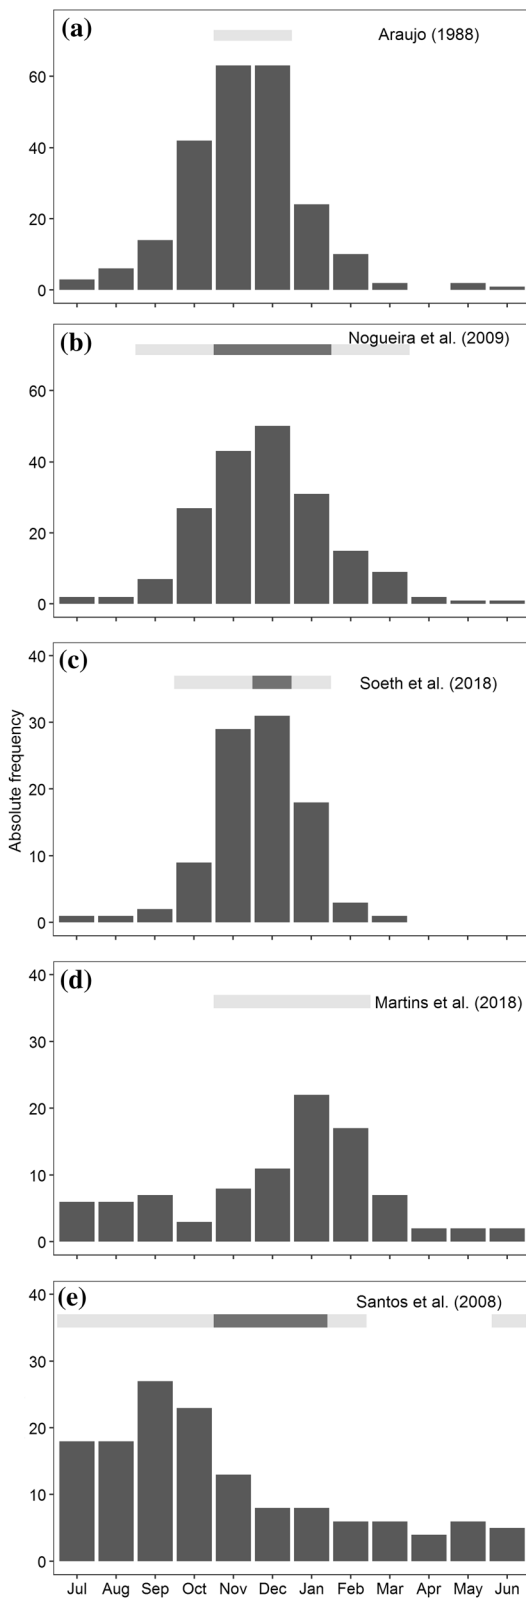 (a)
Araujo (1988)
60
40
20
0
(b)
Nogueira et al. (2009)
60
40
20
0
Absolute frequency
(c)
Soeth et al. (2018)
40
30
20
10
0
(d)
Martins et al. (2018)
40
30
20
10
0
(e)
Santos et al. (2008)
40
30
20
10
0
Jul Aug Sep Oct Nov Dec Jan Feb Mar Apr May Jun